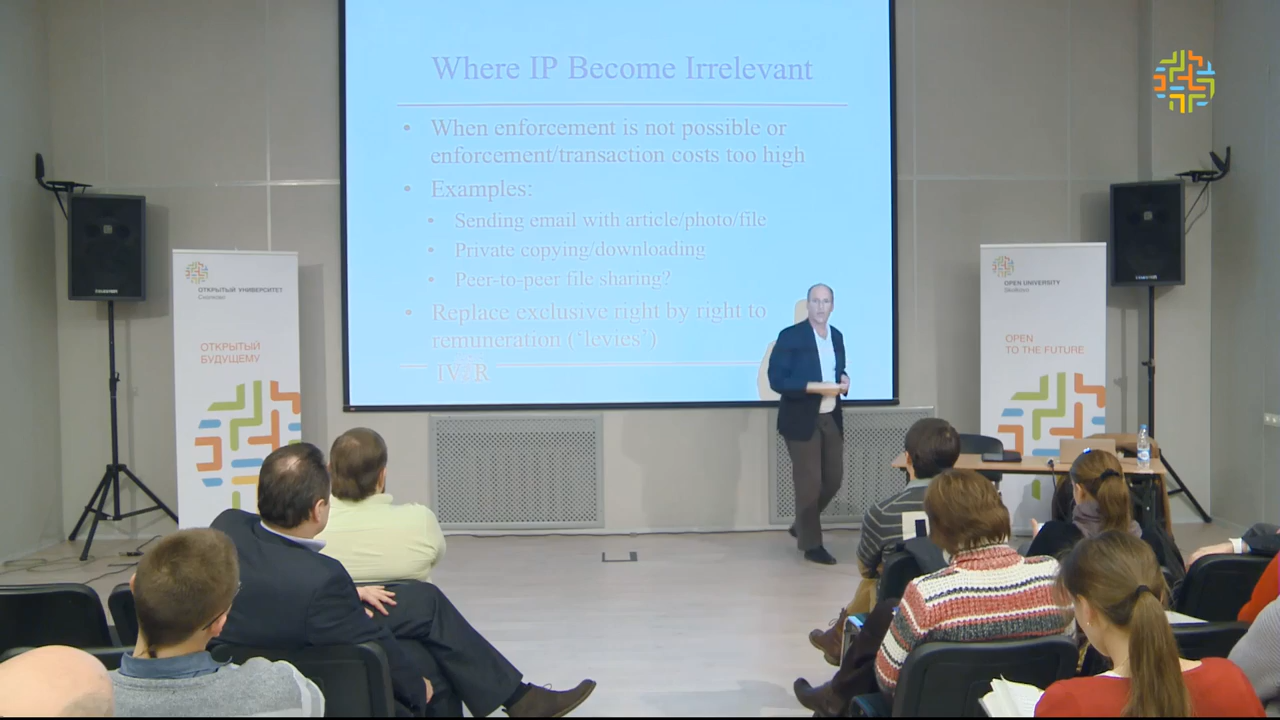 Where IP Become Irrelevant
• When enforcement is not possible or
enforcement/transaction costs too high
• Examples:
• Sending email with article/photo/file
• Private copying/downloading
• Peer-to-peer file sharing?
• Replace exclusive right by right to
remuneration (‘levies’)
IViR
ОТКРЫТЫЙ УНИВЕРСИТЕТ
Сколково
ОТКРЫТЫЙ
БУДУЩЕМУ
OPEN UNIVERSITY
Skolkovo
OPEN
TO THE FUTURE